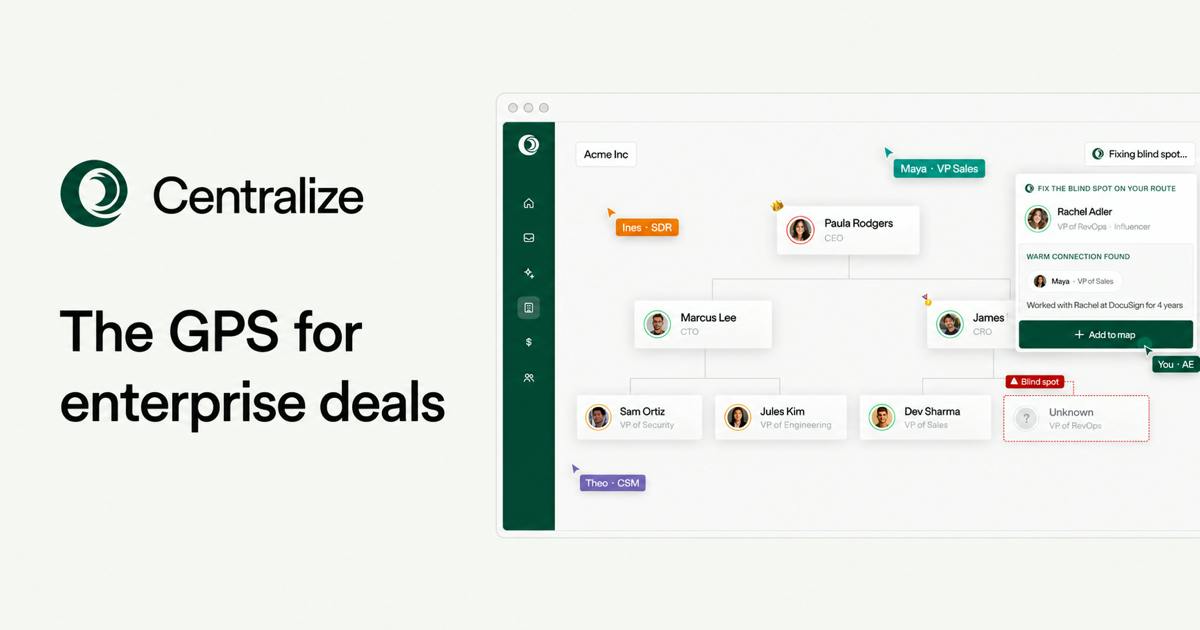 Centralize
The GPS for
enterprise deals
Acme Inc
Maya · VP Sales
Fixing blind spot...
Ines · SDR
Paula Rodgers
CEO
FIX THE BLIND SPOT ON YOUR ROUTE
Rachel Adler
VP of RevOps · Influencer
WARM CONNECTION FOUND
Maya · VP of Sales
Worked with Rachel at DocuSign for 4 years
+ Add to map
You · AE
Marcus Lee
CTO
James
CRO
Blind spot
Sam Ortiz
VP of Security
Jules Kim
VP of Engineering
Dev Sharma
VP of Sales
?
Unknown
VP of RevOps
Theo · CSM
$